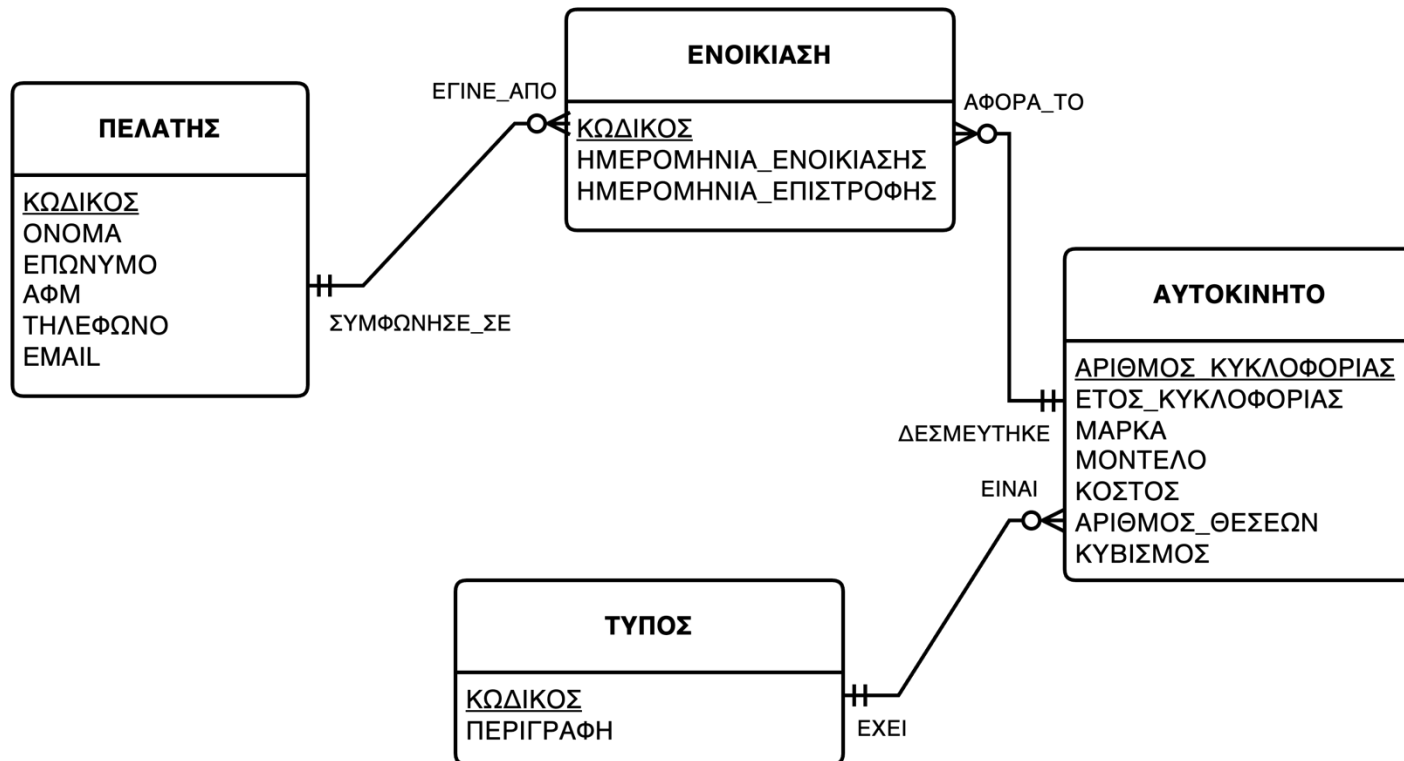 ΠΕΛΑΤΗΣ
ΚΩΔΙΚΟΣ
ΟΝΟΜΑ
ΕΠΩΝΥΜΟ
ΑΦΜ
ΤΗΛΕΦΩΝΟ
EMAIL
ΕΓΙΝΕ_ΑΠΟ
ΣΥΜΦΩΝΗΣΕ_ΣΕ
ΕΝΟΙΚΙΑΣΗ
ΚΩΔΙΚΟΣ
ΗΜΕΡΟΜΗΝΙΑ_ΕΝΟΙΚΙΑΣΗΣ
ΗΜΕΡΟΜΗΝΙΑ_ΕΠΙΣΤΡΟΦΗΣ
ΑΦΟΡΑ_ΤΟ
ΔΕΣΜΕΥΤΗΚΕ
ΑΥΤΟΚΙΝΗΤΟ
ΑΡΙΘΜΟΣ_ΚΥΚΛΟΦΟΡΙΑΣ
ΕΤΟΣ_ΚΥΚΛΟΦΟΡΙΑΣ
ΜΑΡΚΑ
ΜΟΝΤΕΛΟ
ΚΟΣΤΟΣ
ΑΡΙΘΜΟΣ_ΘΕΣΕΩΝ
ΚΥΒΙΣΜΟΣ
ΕΙΝΑΙ
ΤΥΠΟΣ
ΚΩΔΙΚΟΣ
ΠΕΡΙΓΡΑΦΗ
ΕΧΕΙ